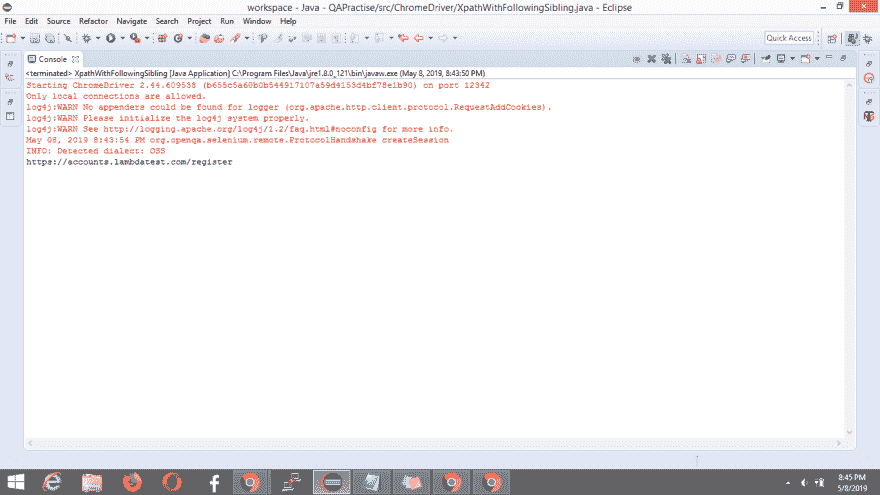 workspace - Java - QAPractise/src/ChromeDriver/XpathWithFollowingSibling.java - Eclipse
File Edit Source Refactor Navigate Search Project Run Window Help
Quick Access
Console
<terminated> XpathWithFollowingSibling [Java Application] C:\Program Files\Java\jre1.8.0_121\bin\javaw.exe (May 8, 2019, 8:43:50 PM)
Starting ChromeDriver 2.44.609538 (b655c5a60b0b544917107a59d4153d4bf78e1b90) on port 12342
Only local connections are allowed.
log4j:WARN No appenders could be found for logger (org.apache.http.client.protocol.RequestAddCookies).
log4j:WARN Please initialize the log4j system properly.
log4j:WARN See http://logging.apache.org/log4j/1.2/faq.html#noconfig for more info.
May 08, 2019 8:43:54 PM org.openqa.selenium.remote.ProtocolHandshake createSession
INFO: Detected dialect: OSS
https://accounts.lambdatest.com/register
8:45 PM
5/8/2019